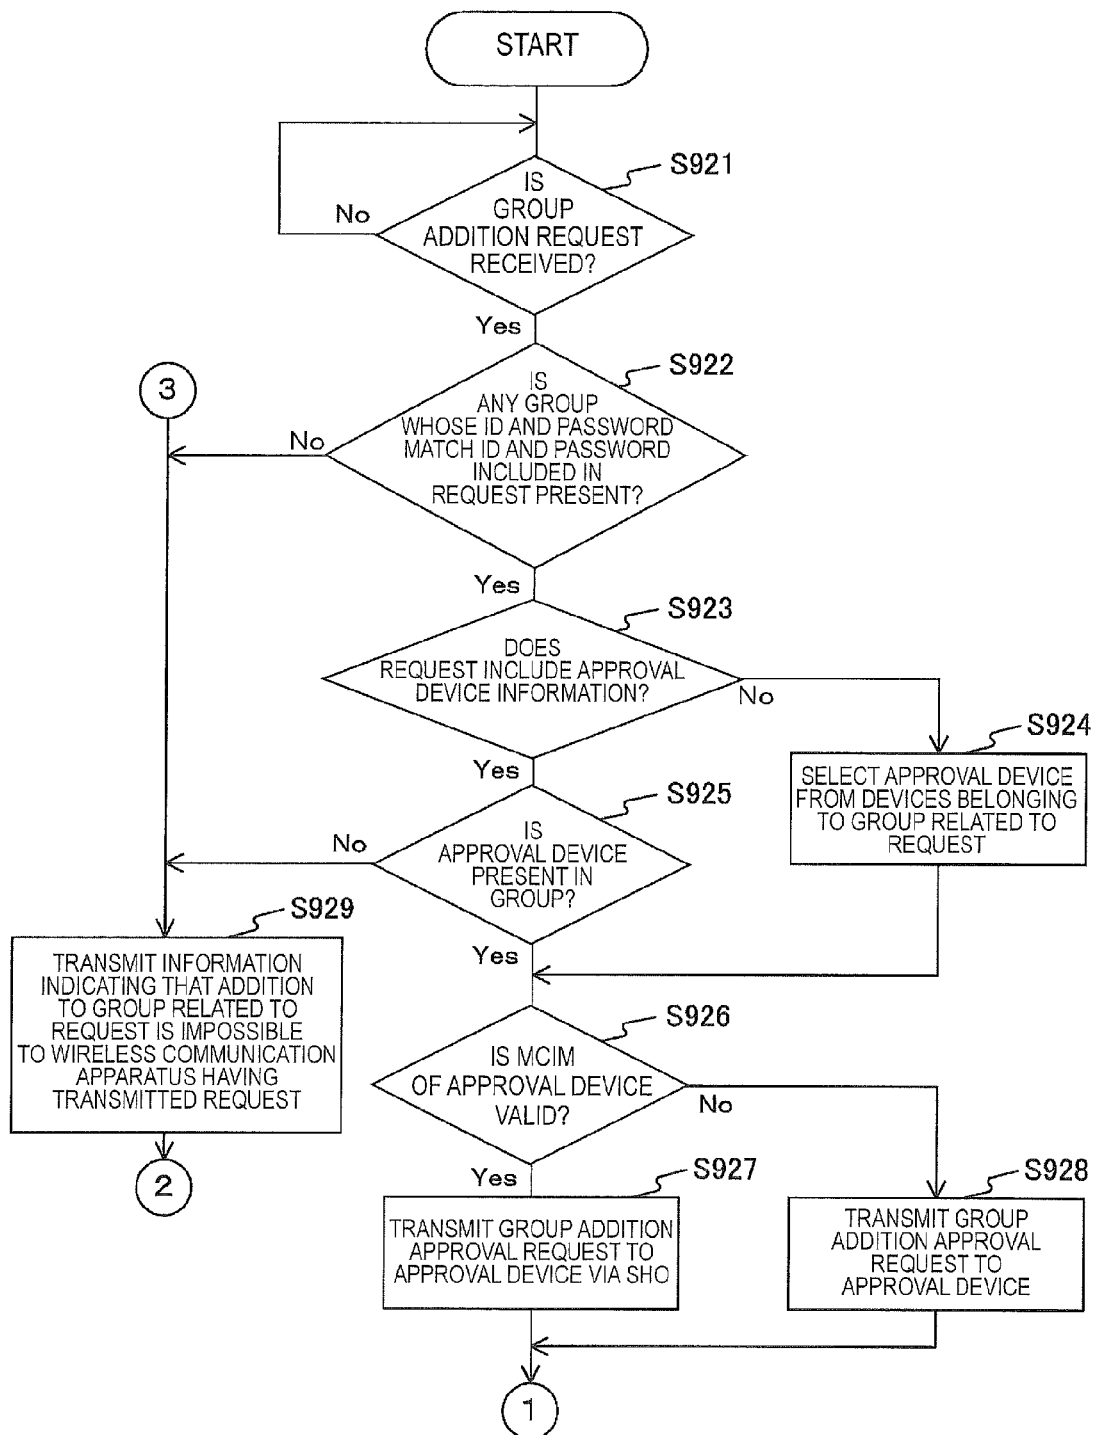 START
S921
IS
GROUP
ADDITION REQUEST
RECEIVED?
No
Yes
S922
3
IS
ANY GROUP
WHOSE ID AND PASSWORD
MATCH ID AND PASSWORD
INCLUDED IN
REQUEST PRESENT?
No
Yes
S923
DOES
REQUEST INCLUDE APPROVAL
DEVICE INFORMATION?
No
Yes
S924
SELECT APPROVAL DEVICE
FROM DEVICES BELONGING
TO GROUP RELATED TO
REQUEST
S925
IS
APPROVAL DEVICE
PRESENT IN
GROUP?
No
Yes
S929
TRANSMIT INFORMATION
INDICATING THAT ADDITION
TO GROUP RELATED TO
REQUEST IS IMPOSSIBLE
TO WIRELESS COMMUNICATION
APPARATUS HAVING
TRANSMITTED REQUEST
2
S926
IS MCIM
OF APPROVAL DEVICE
VALID?
No
Yes
S927
TRANSMIT GROUP ADDITION
APPROVAL REQUEST TO
APPROVAL DEVICE VIA SHO
S928
TRANSMIT GROUP
ADDITION APPROVAL
REQUEST TO
APPROVAL DEVICE
1